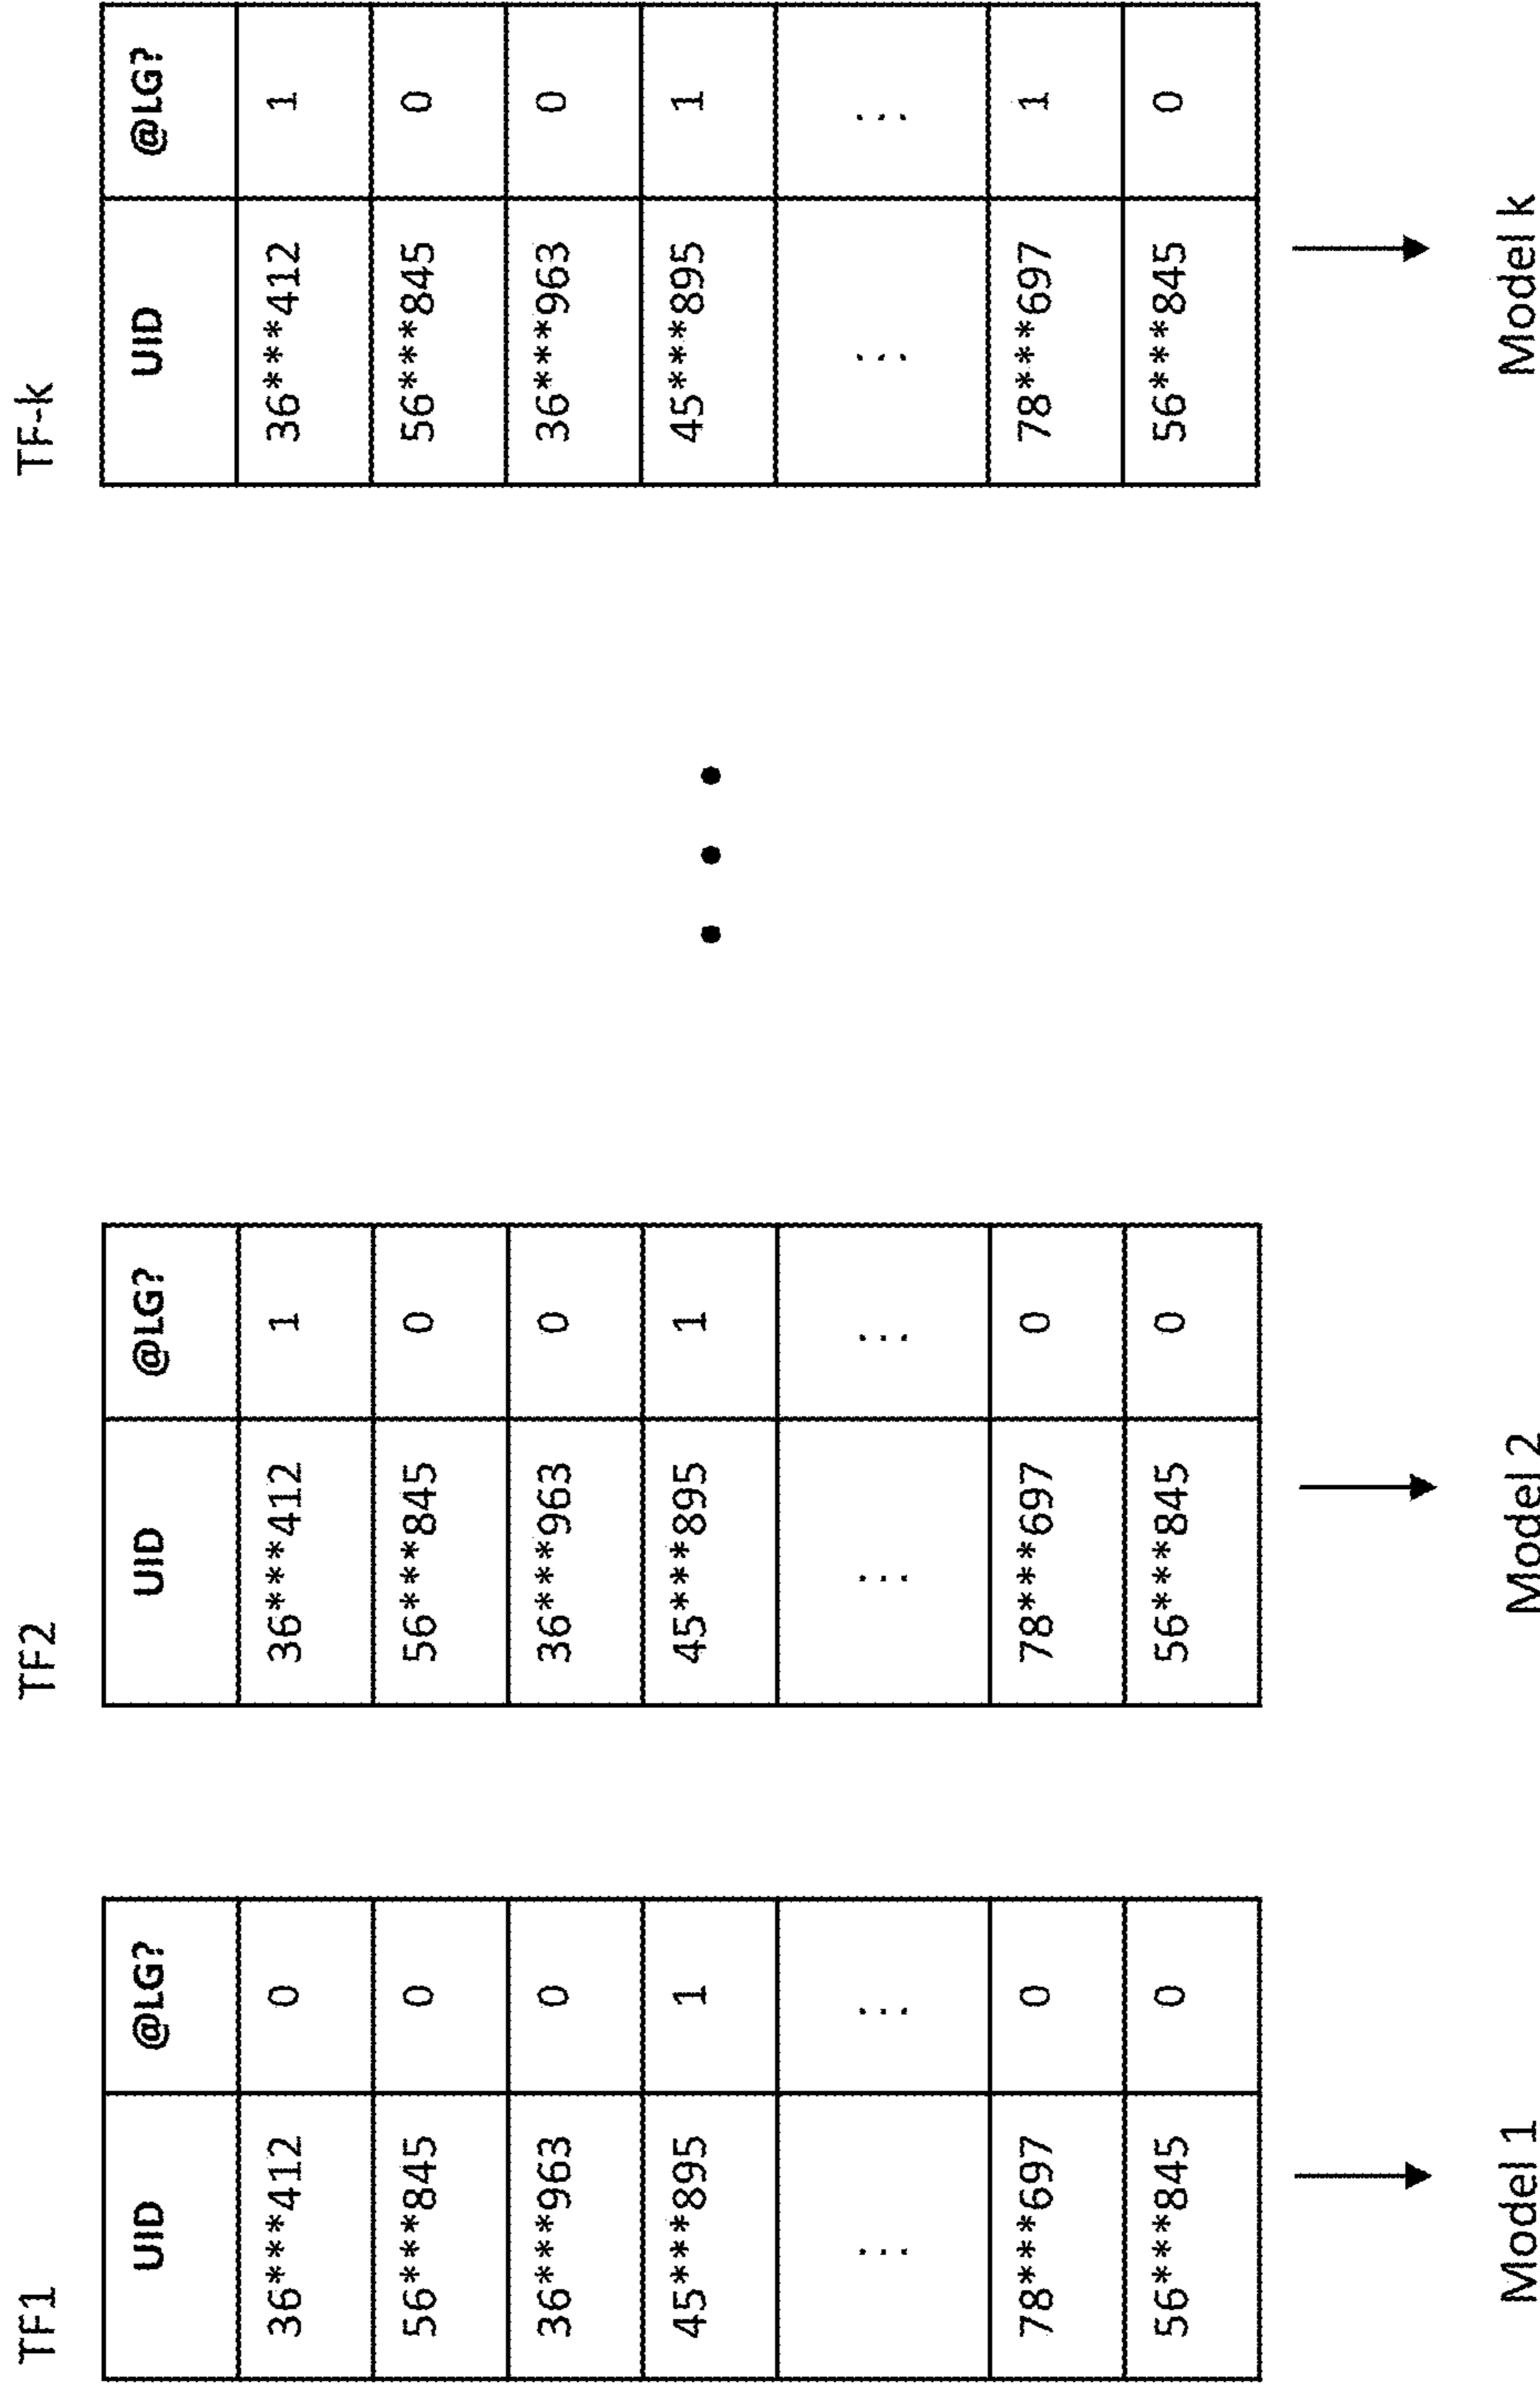 TF1
UID @LG?
36***412 0
56***845 0
36***963 0
45***895 1
... ...
78***697 0
56***845 0
Model 1
TF2
UID @LG?
36***412 1
56***845 0
36***963 0
45***895 1
... ...
78***697 0
56***845 0
Model 2
• • •
TF-k
UID @LG?
36***412 1
56***845 0
36***963 0
45***895 1
... ...
78***697 1
56***845 0
Model k